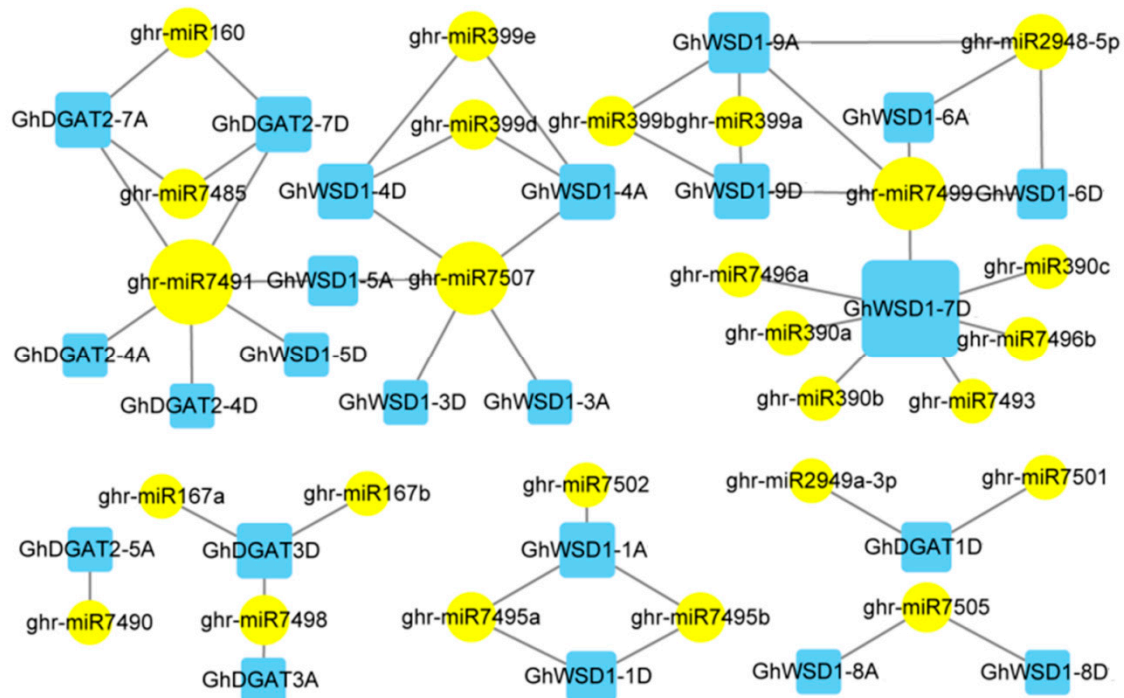 ghr-miR160
ghr-miR399e
GhWSD1-9A
ghr-miR2948-5p
GhDGAT2-7A
GhDGAT2-7D
ghr-miR399d
ghr-miR399b
ghr-miR399a
GhWSD1-6A
ghr-miR7485
GhWSD1-4D
GhWSD1-4A
GhWSD1-9D
ghr-miR7499
GhWSD1-6D
ghr-miR7491
GhWSD1-5A
ghr-miR7507
ghr-miR7496a
GhWSD1-7D
ghr-miR390c
ghr-miR390a
ghr-miR7496b
GhDGAT2-4A
GhWSD1-5D
GhDGAT2-4D
GhWSD1-3D
GhWSD1-3A
ghr-miR390b
ghr-miR7493
ghr-miR167a
ghr-miR167b
ghr-miR7502
ghr-miR2949a-3p
ghr-miR7501
GhDGAT2-5A
GhDGAT3D
GhWSD1-1A
GhDGAT1D
ghr-miR7490
ghr-miR7498
ghr-miR7495a
ghr-miR7495b
ghr-miR7505
GhDGAT3A
GhWSD1-1D
GhWSD1-8A
GhWSD1-8D